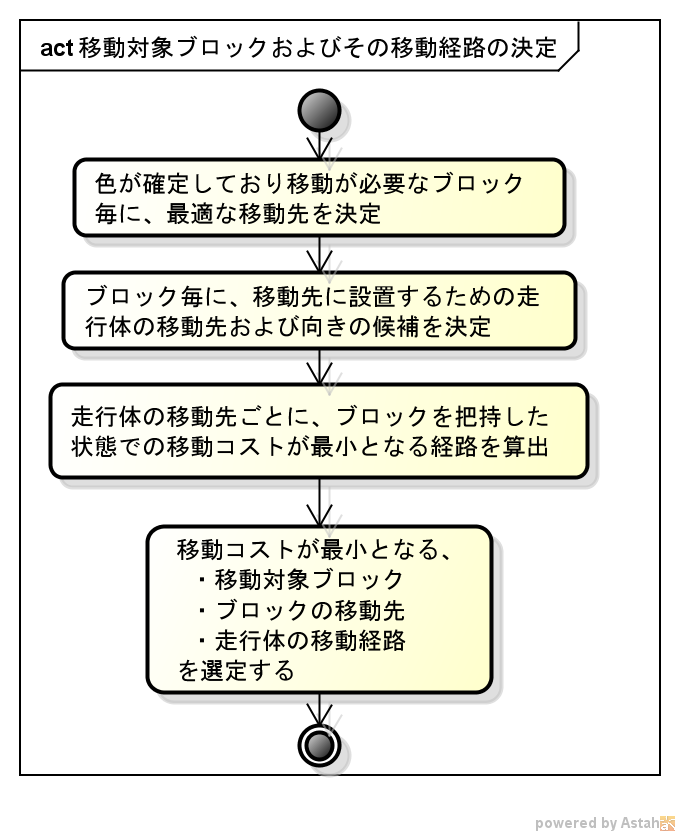 act 移動対象ブロックおよびその移動経路の決定
色が確定しており移動が必要なブロック
毎に、最適な移動先を決定
ブロック毎に、移動先に設置するための走
行体の移動先および向きの候補を決定
走行体の移動先ごとに、ブロックを把持した
状態での移動コストが最小となる経路を算出
移動コストが最小となる、
・移動対象ブロック
・ブロックの移動先
・走行体の移動経路
を選定する
powered by Astah